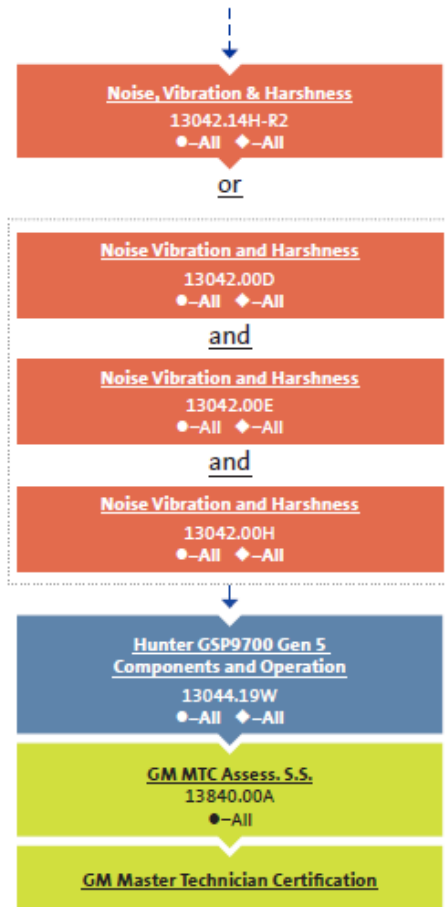 Noise, Vibration & Harshness
13042.14H-R2
●–All ◆–All
or
Noise Vibration and Harshness
13042.00D
●–All ◆–All
and
Noise Vibration and Harshness
13042.00E
●–All ◆–All
and
Noise Vibration and Harshness
13042.00H
●–All ◆–All
Hunter GSP9700 Gen 5
Components and Operation
13044.19W
●–All ◆–All
GM MTC Assess. S.S.
13840.00A
●–All
GM Master Technician Certification